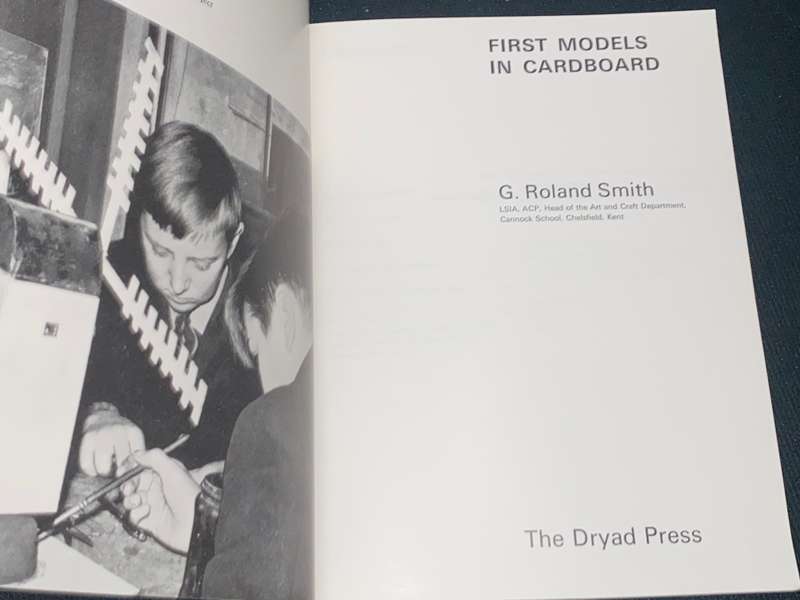 FIRST MODELS
IN CARDBOARD
G. Roland Smith
LSIA, ACP, Head of the Art and Craft Department,
Cannock School, Chelsfield, Kent
The Dryad Press